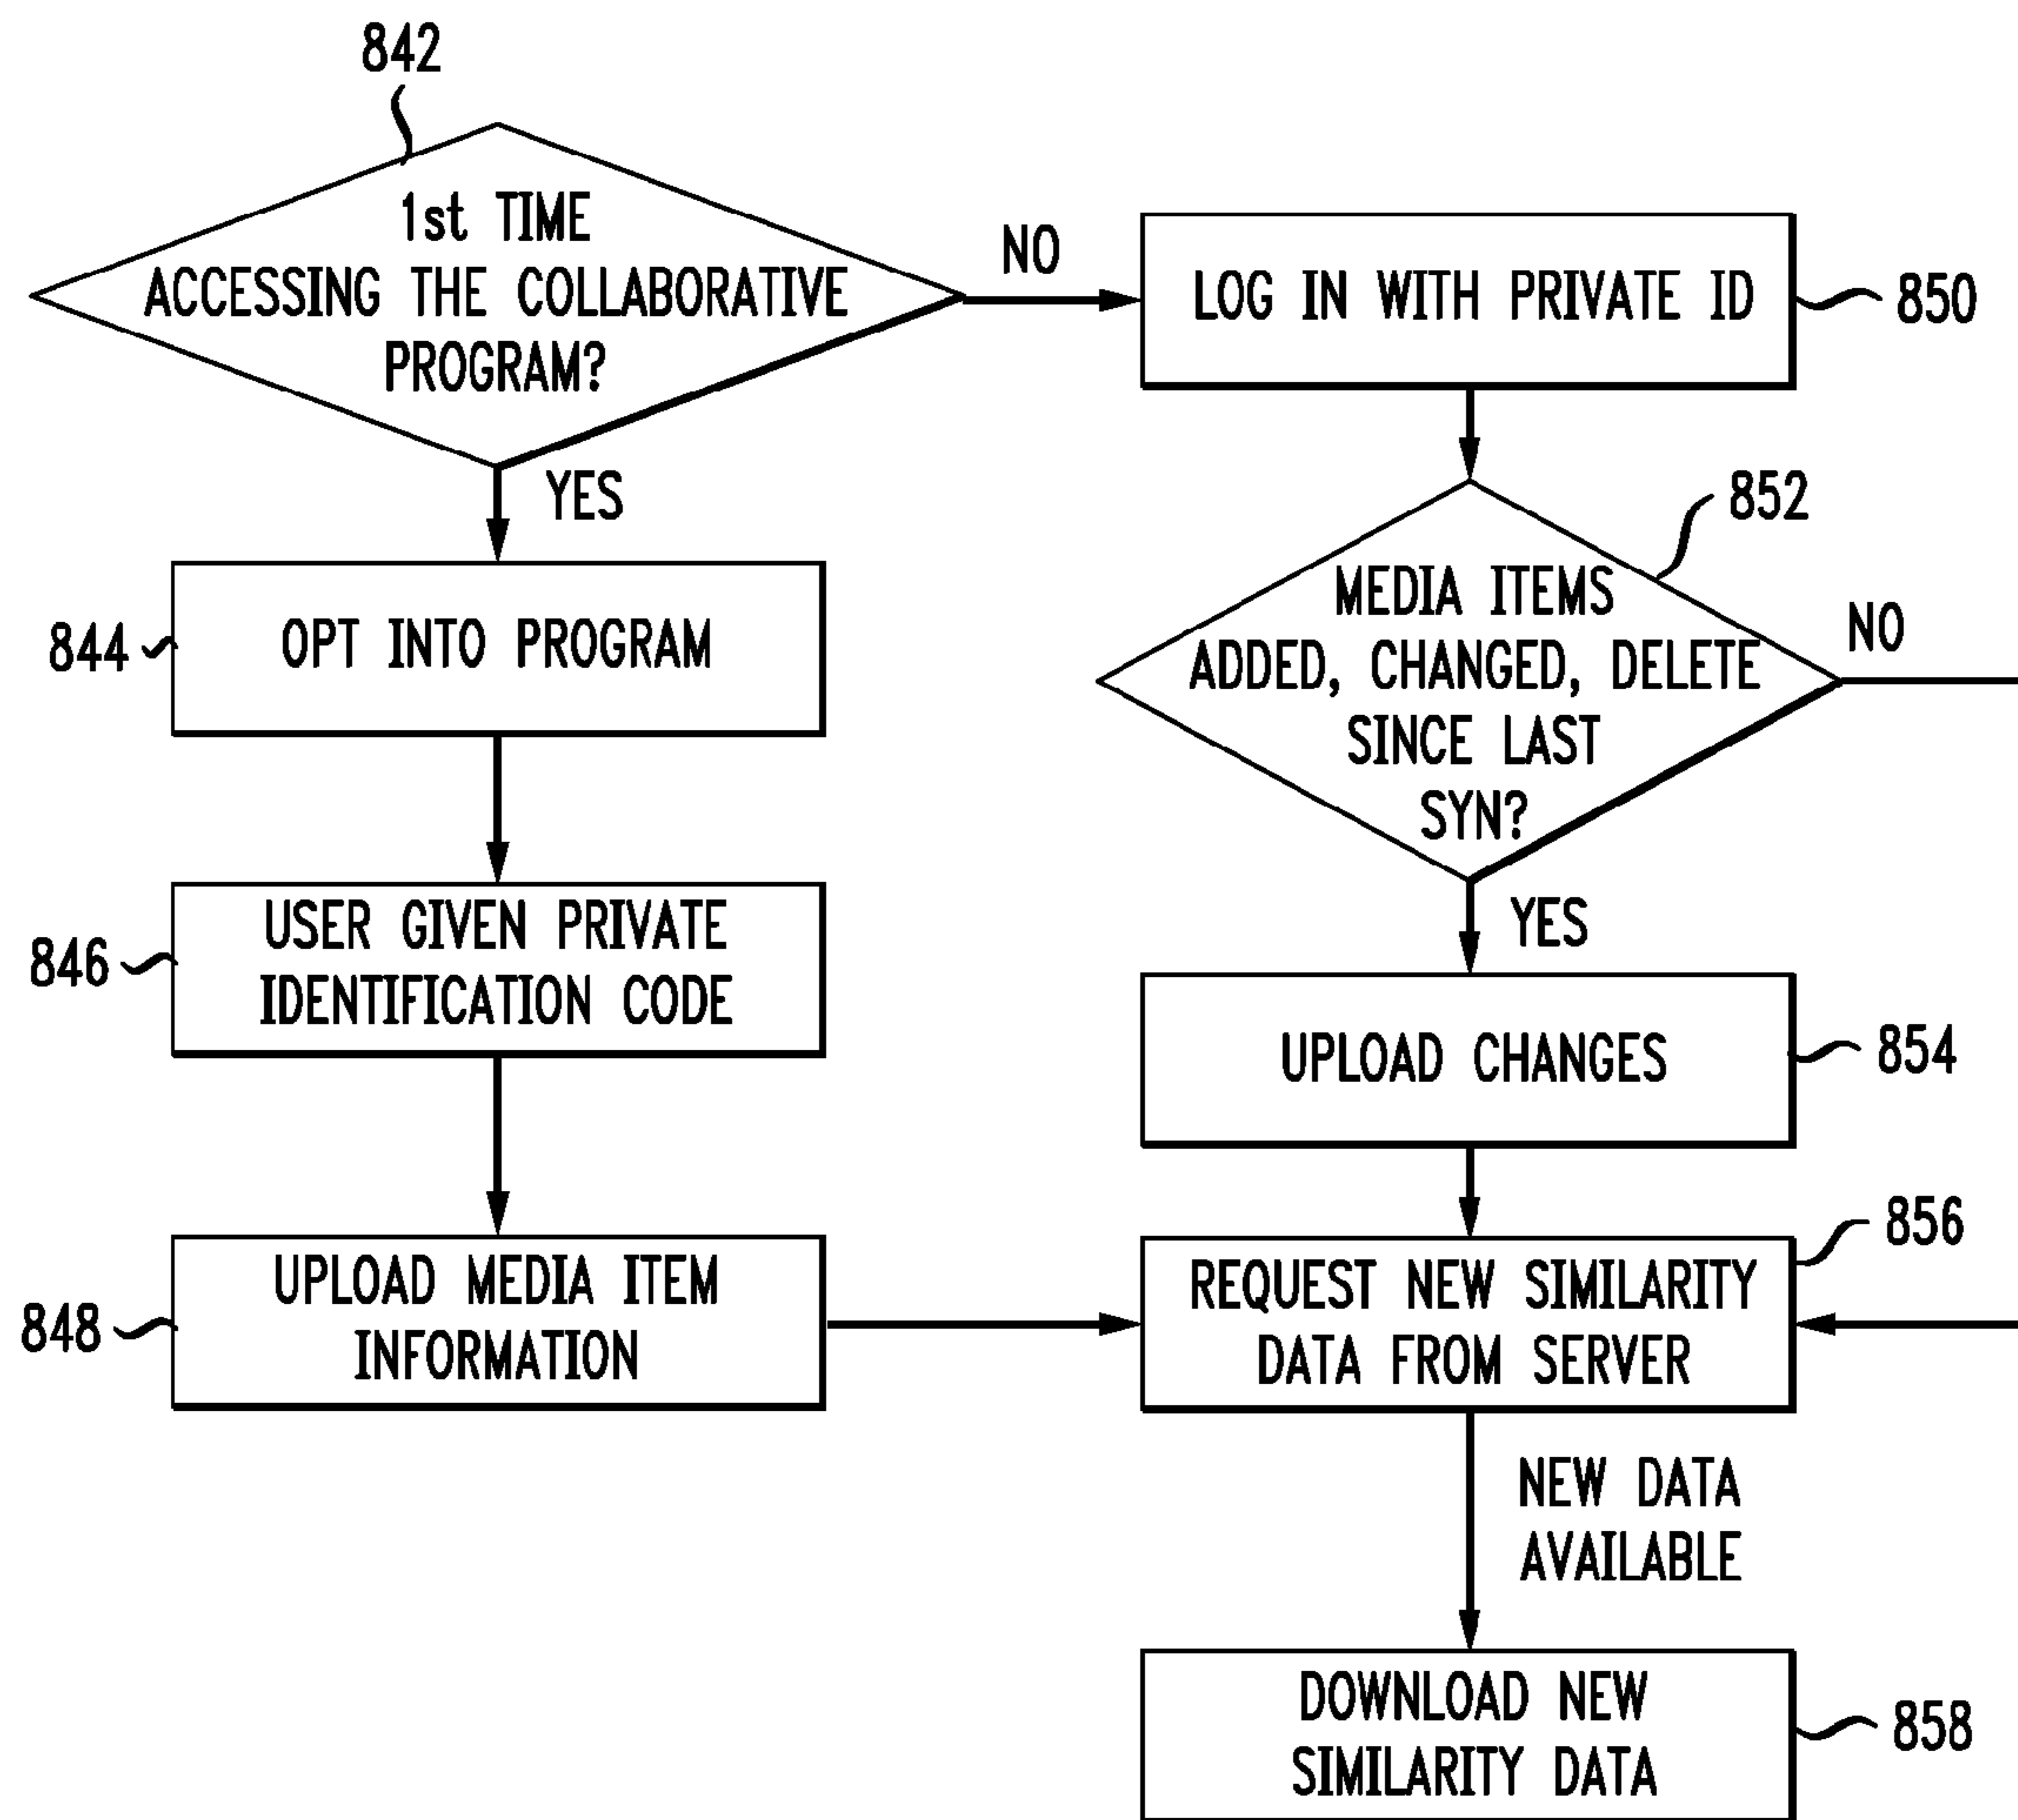 842
1st TIME
ACCESSING THE COLLABORATIVE
PROGRAM?
NO
YES
844
OPT INTO PROGRAM
846
USER GIVEN PRIVATE
IDENTIFICATION CODE
848
UPLOAD MEDIA ITEM
INFORMATION
LOG IN WITH PRIVATE ID
850
852
MEDIA ITEMS
ADDED, CHANGED, DELETE
SINCE LAST
SYN?
NO
YES
UPLOAD CHANGES
854
856
REQUEST NEW SIMILARITY
DATA FROM SERVER
NEW DATA
AVAILABLE
DOWNLOAD NEW
SIMILARITY DATA
858